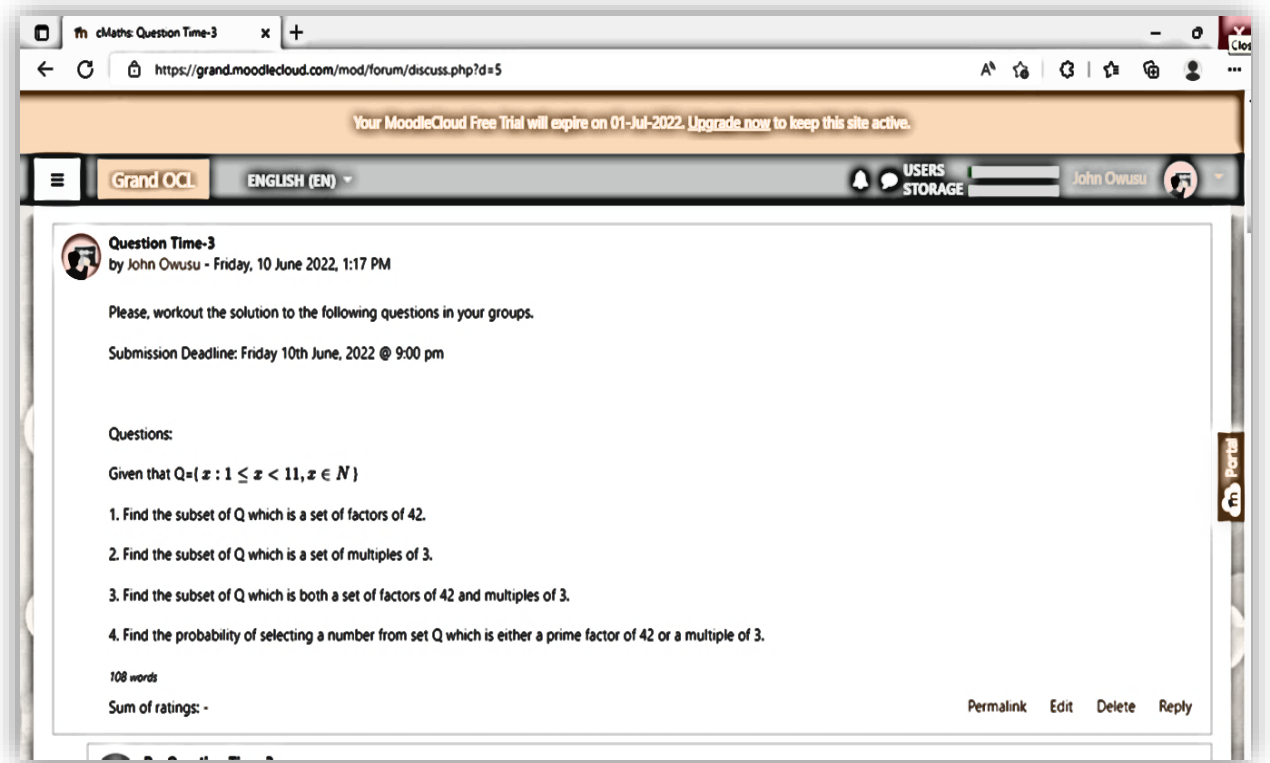 cMaths: Question Time-3
Clos
https://grand.moodlecloud.com/mod/forum/discuss.php?d=5
Your MoodleCloud Free Trial will expire on 01-Jul-2022. Upgrade now to keep this site active.
Grand OCL ENGLISH (EN) USERS STORAGE John Owusu
Question Time-3
by John Owusu - Friday, 10 June 2022, 1:17 PM
Please, workout the solution to the following questions in your groups.
Submission Deadline: Friday 10th June, 2022 @ 9:00 pm
Questions:
Given that Q={ x : 1 ≤ x < 11, x ∈ N }
Portal
1. Find the subset of Q which is a set of factors of 42.
2. Find the subset of Q which is a set of multiples of 3.
3. Find the subset of Q which is both a set of factors of 42 and multiples of 3.
4. Find the probability of selecting a number from set Q which is either a prime factor of 42 or a multiple of 3.
108 words
Sum of ratings: - Permalink Edit Delete Reply